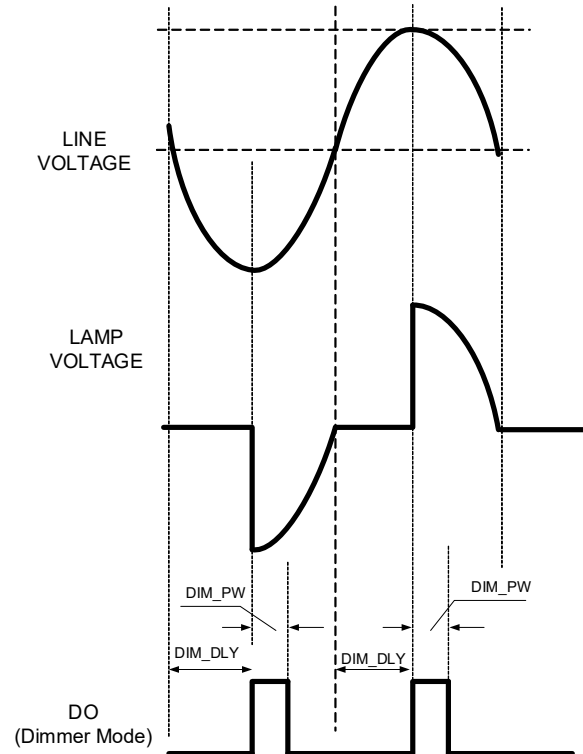 LINE
VOLTAGE
LAMP
VOLTAGE
DIM_PW
DIM_PW
DIM_DLY
DIM_DLY
DO
(Dimmer Mode)